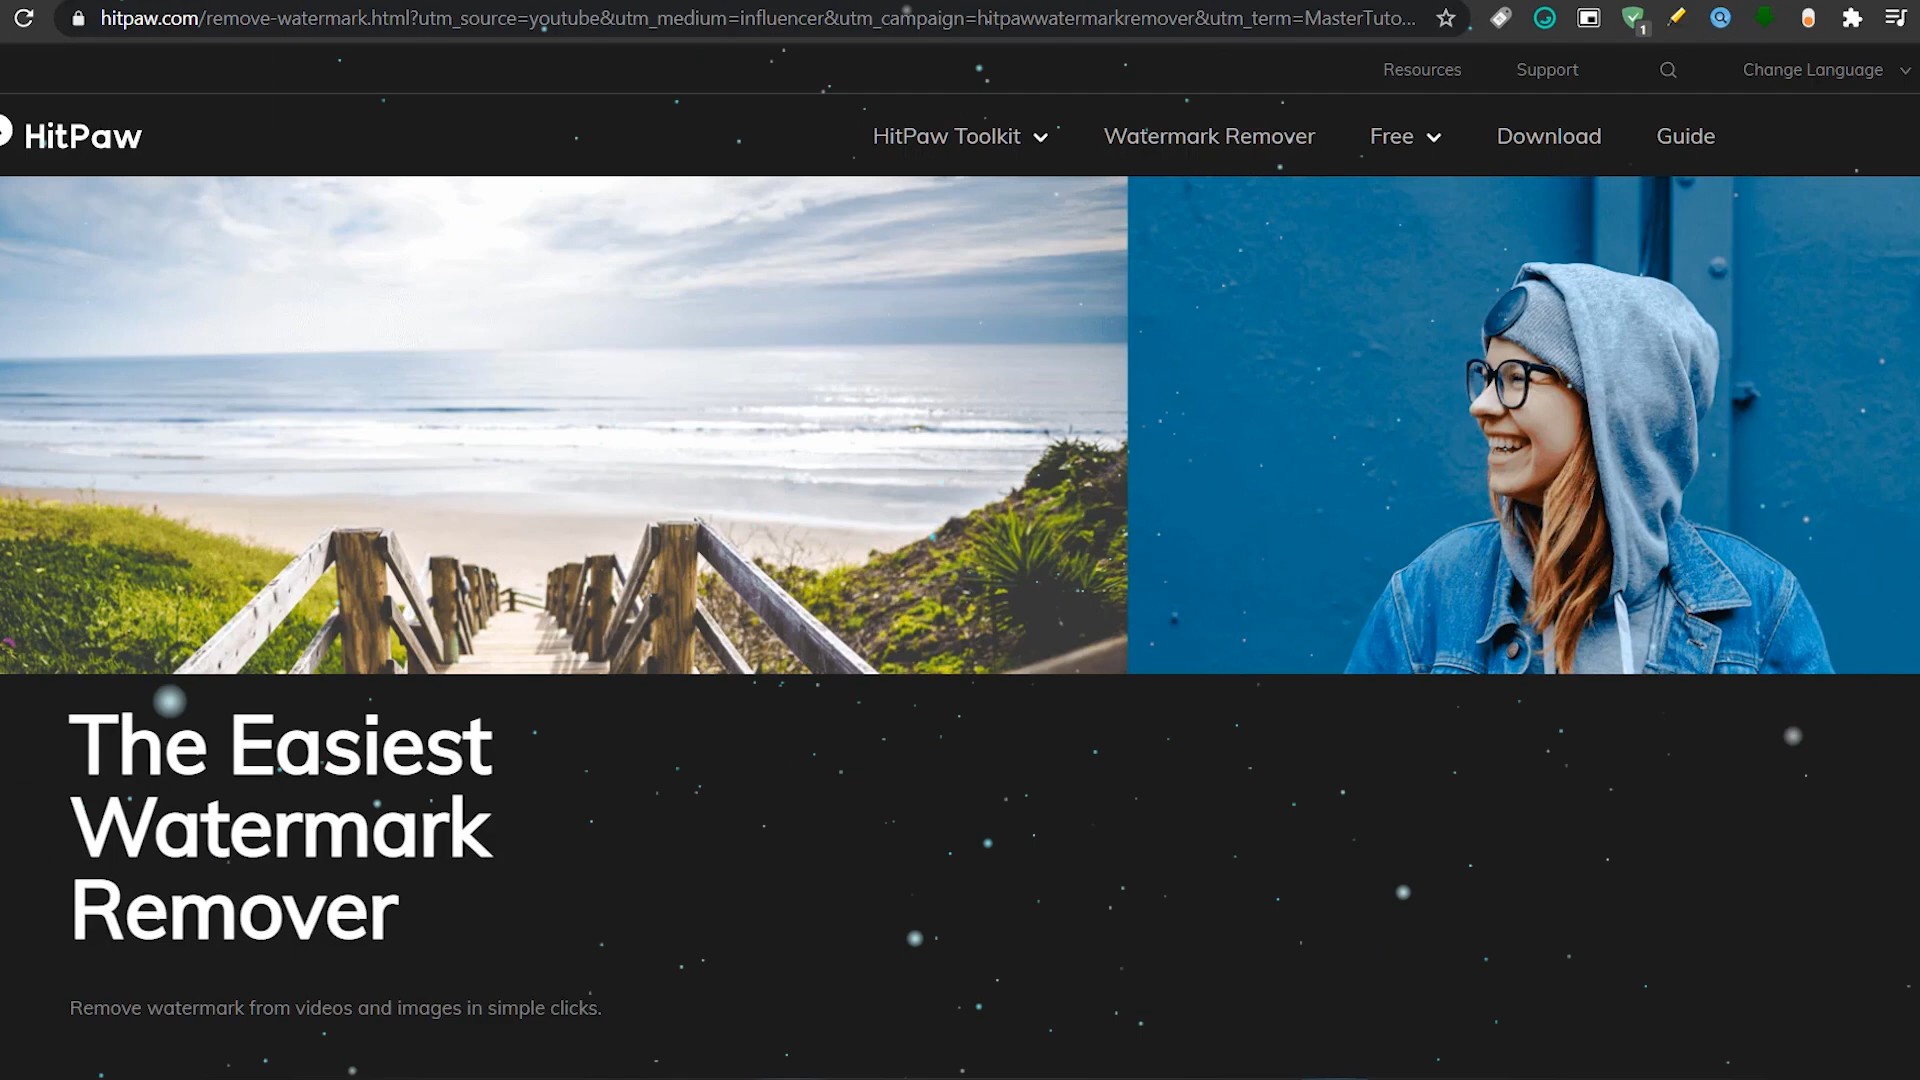 hitpaw.com/remove-watermark.html?utm_source=youtube&utm_medium=influencer&utm_campaign=hitpawwatermarkremover&utm_term=MasterTuto...
1
Resources Support Change Language
HitPaw HitPaw Toolkit Watermark Remover Free Download Guide
The Easiest
Watermark
Remover
Remove watermark from videos and images in simple clicks.